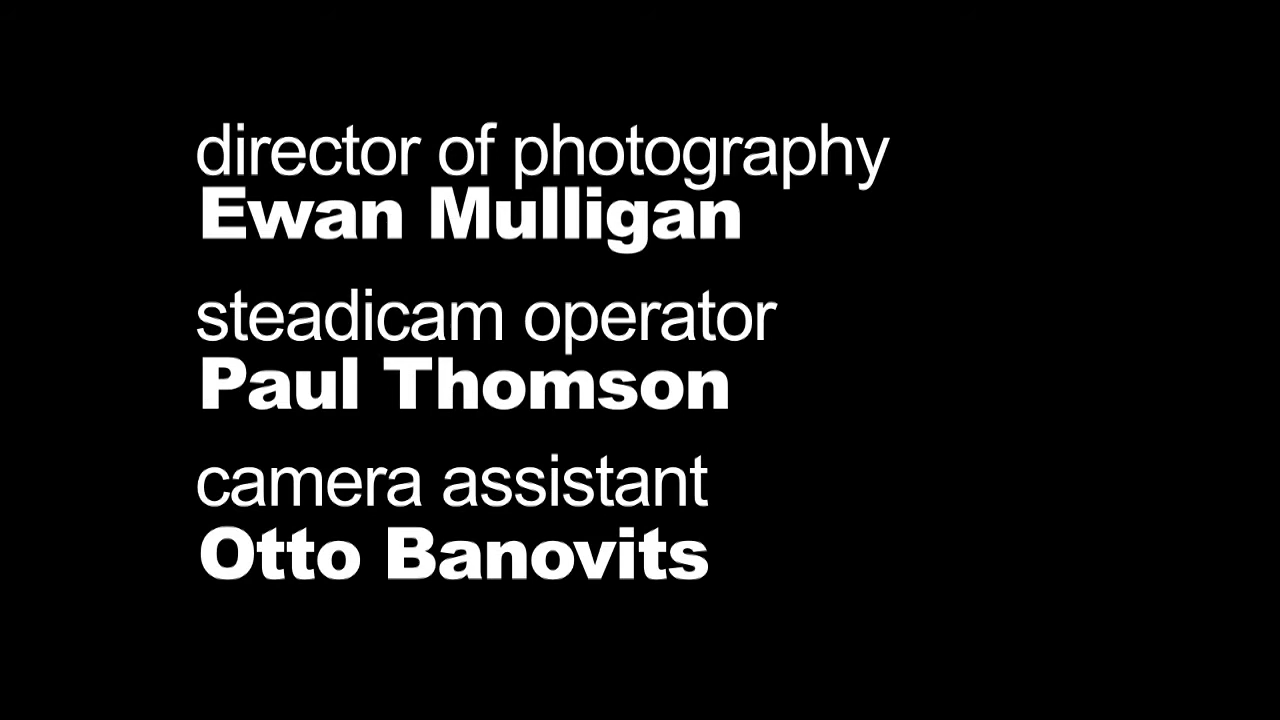 director of photography
Ewan Mulligan
steadicam operator
Paul Thomson
camera assistant
Otto Banovits